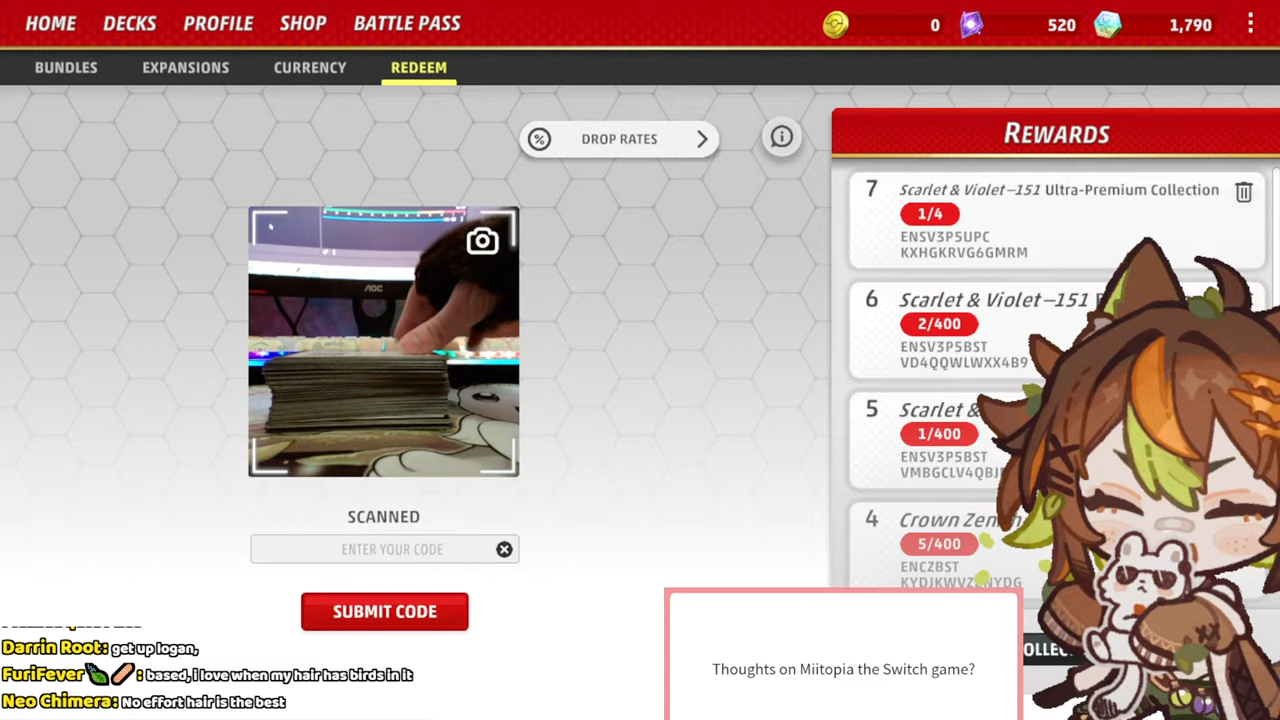 HOME DECKS PROFILE SHOP BATTLE PASS 0 520 1,790
BUNDLES EXPANSIONS CURRENCY REDEEM
DROP RATES
AOC
SCANNED
ENTER YOUR CODE
SUBMIT CODE
REWARDS
7 Scarlet & Violet—151 Ultra-Premium Collection
1/4
ENSV3P5UPC
KXHGKRVG6GMRM
6 Scarlet & Violet—151
2/400
ENSV3P5BST
VD4QQWLWXX4B9
5 Scarlet &
1/400
ENSV3P5BST
VMBGCLV4QBJ
4 Crown Zenith
5/400
ENCZBST
Darrin Root: get up logan,
FuriFever: based, i love when my hair has birds in it
Neo Chimera: No effort hair is the best
Thoughts on Miitopia the Switch game?